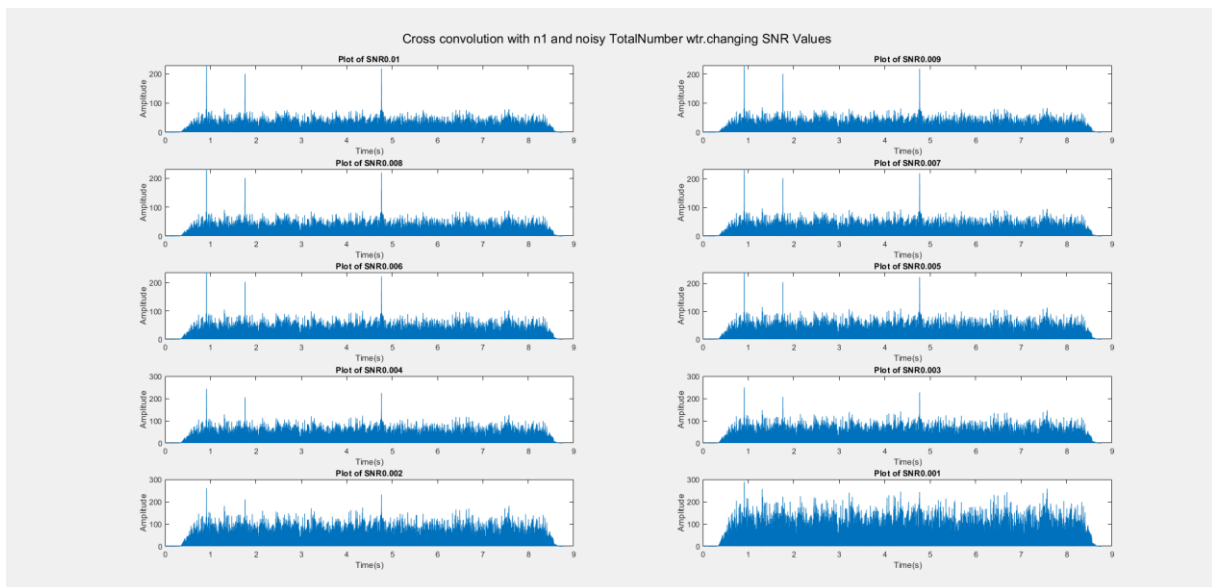 Cross convolution with n1 and noisy TotalNumber wtr.changing SNR Values
Plot of SNR0.01
Amplitude
200
100
0
0 1 2 3 4 5 6 7 8 9
Time(s)
Plot of SNR0.009
Amplitude
200
100
0
0 1 2 3 4 5 6 7 8 9
Time(s)
Plot of SNR0.008
Amplitude
200
100
0
0 1 2 3 4 5 6 7 8 9
Time(s)
Plot of SNR0.007
Amplitude
200
100
0
0 1 2 3 4 5 6 7 8 9
Time(s)
Plot of SNR0.006
Amplitude
200
100
0
0 1 2 3 4 5 6 7 8 9
Time(s)
Plot of SNR0.005
Amplitude
200
100
0
0 1 2 3 4 5 6 7 8 9
Time(s)
Plot of SNR0.004
Amplitude
300
200
100
0
0 1 2 3 4 5 6 7 8 9
Time(s)
Plot of SNR0.003
Amplitude
300
200
100
0
0 1 2 3 4 5 6 7 8 9
Time(s)
Plot of SNR0.002
Amplitude
300
200
100
0
0 1 2 3 4 5 6 7 8 9
Time(s)
Plot of SNR0.001
Amplitude
300
200
100
0
0 1 2 3 4 5 6 7 8 9
Time(s)